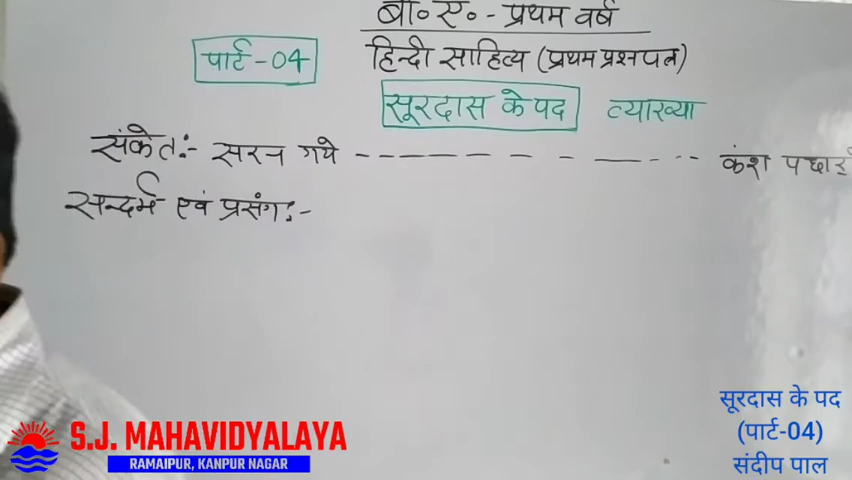 बी०ए०-प्रथम वर्ष
पार्ट-04
हिन्दी साहित्य (प्रथम प्रश्नपत्र)
सूरदास के पद व्याख्या
संकेत:- सरन गये ----------- कंश पछारे
सन्दर्भ एवं प्रसंग:-
सूरदास के पद
(पार्ट-04)
संदीप पाल
S.J. MAHAVIDYALAYA
RAMAIPUR, KANPUR NAGAR